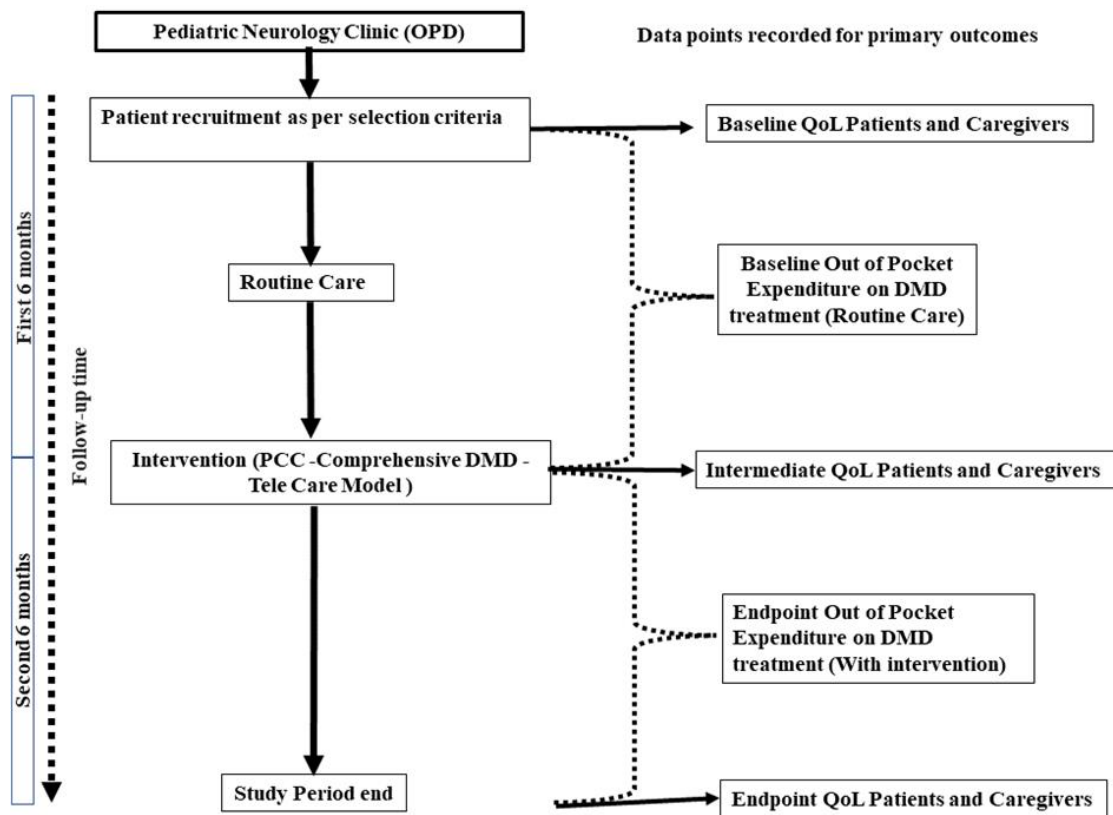 Pediatric Neurology Clinic (OPD)
Data points recorded for primary outcomes
Patient recruitment as per selection criteria
Baseline QoL Patients and Caregivers
First 6 months
Routine Care
Baseline Out of Pocket
Expenditure on DMD
treatment (Routine Care)
Follow-up time
Intervention (PCC -Comprehensive DMD -
Tele Care Model )
Intermediate QoL Patients and Caregivers
Second 6 months
Endpoint Out of Pocket
Expenditure on DMD
treatment (With intervention)
Study Period end
Endpoint QoL Patients and Caregivers